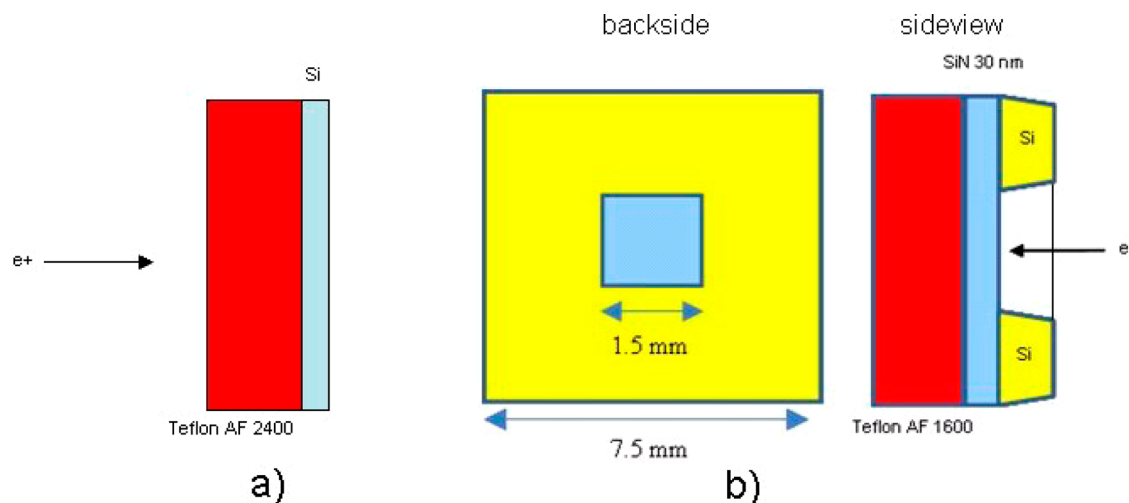 backside
sideview
Si
SiN 30 nm
Si
e+
e
1.5 mm
Si
Teflon AF 2400
Teflon AF 1600
7.5 mm
a)
b)